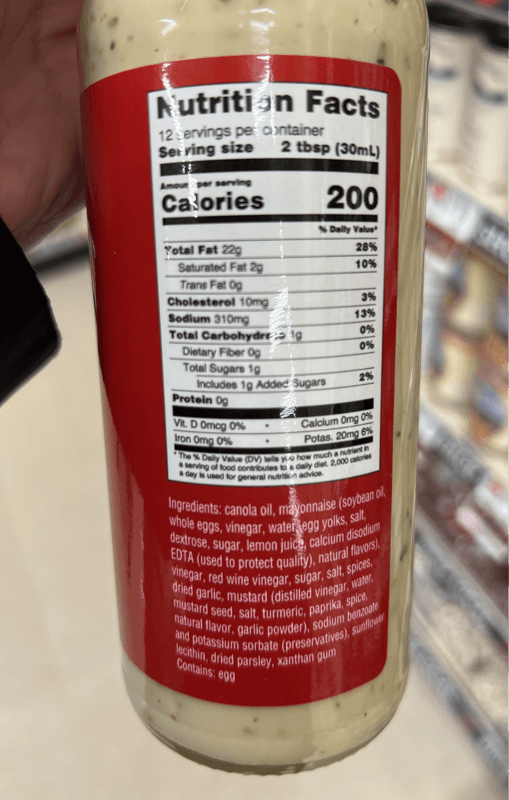 Nutrition Facts
12 servings per container
Serving size 2 tbsp (30mL)
Amount per serving
Calories 200
% Daily Value*
Total Fat 22g 28%
Saturated Fat 2g 10%
Trans Fat 0g
Cholesterol 10mg 3%
Sodium 310mg 13%
Total Carbohydrate 1g 0%
Dietary Fiber 0g 0%
Total Sugars 1g
Includes 1g Added Sugars 2%
Protein 0g
Vit. D 0mcg 0% • Calcium 0mg 0%
Iron 0mg 0% • Potas. 20mg 6%
* The % Daily Value (DV) tells you how much a nutrient in
a serving of food contributes to a daily diet. 2,000 calories
a day is used for general nutrition advice.
Ingredients: canola oil, mayonnaise (soybean oil,
whole eggs, vinegar, water, egg yolks, salt,
dextrose, sugar, lemon juice, calcium disodium
EDTA (used to protect quality), natural flavors),
vinegar, red wine vinegar, sugar, salt, spices,
dried garlic, mustard (distilled vinegar, water,
mustard seed, salt, turmeric, paprika, spice,
natural flavor, garlic powder), sodium benzoate
and potassium sorbate (preservatives), sunflower
lecithin, dried parsley, xanthan gum
Contains: egg